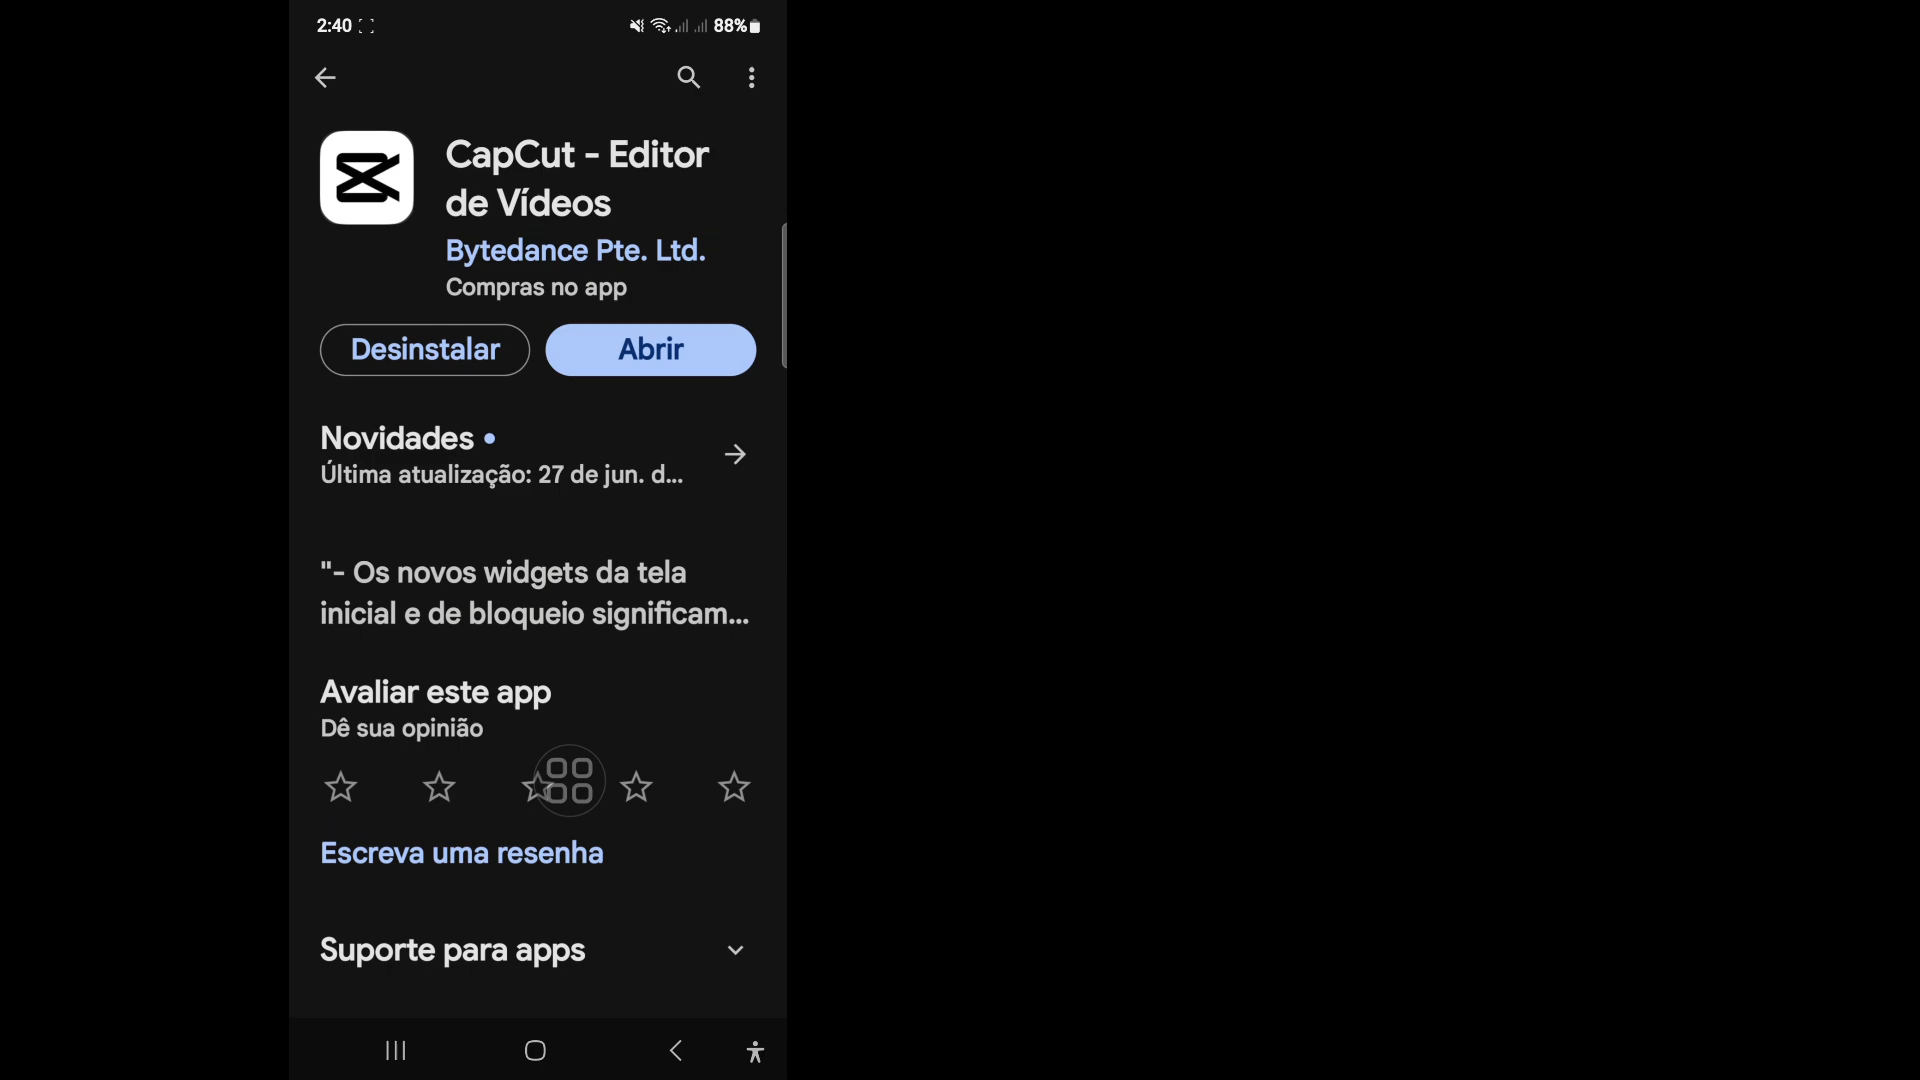 2:40
88%
CapCut - Editor
de Vídeos
Bytedance Pte. Ltd.
Compras no app
Desinstalar
Abrir
Novidades
Última atualização: 27 de jun. d...
"- Os novos widgets da tela
inicial e de bloqueio significam...
Avaliar este app
Dê sua opinião
Escreva uma resenha
Suporte para apps